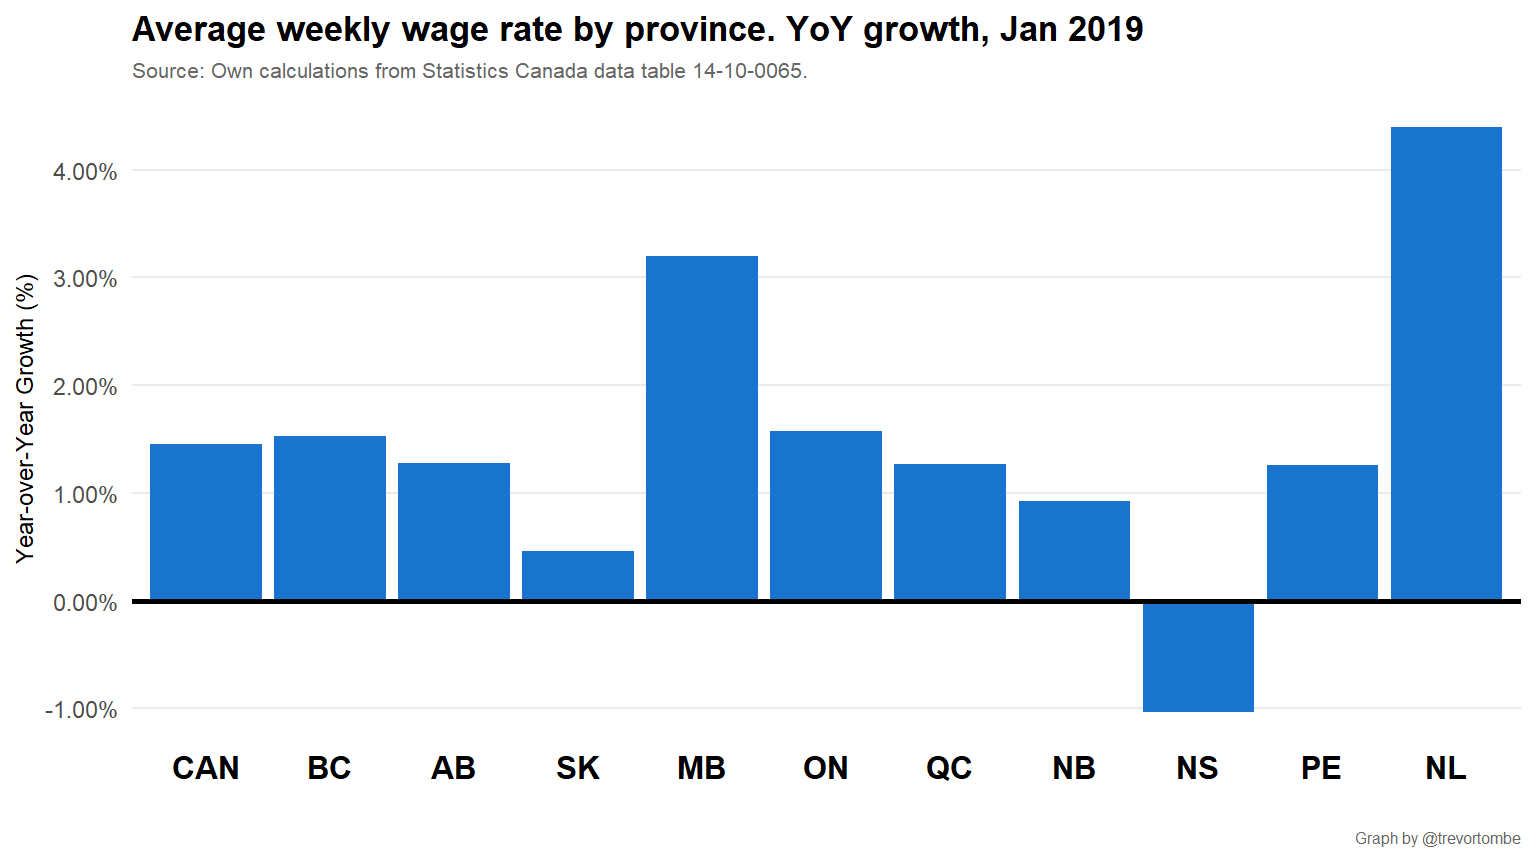 Average weekly wage rate by province. YoY growth, Jan 2019
Source: Own calculations from Statistics Canada data table 14-10-0065.
Year-over-Year Growth (%)
4.00%
3.00%
2.00%
1.00%
0.00%
-1.00%
CAN BC AB SK MB ON QC NB NS PE NL
Graph by @trevortombe